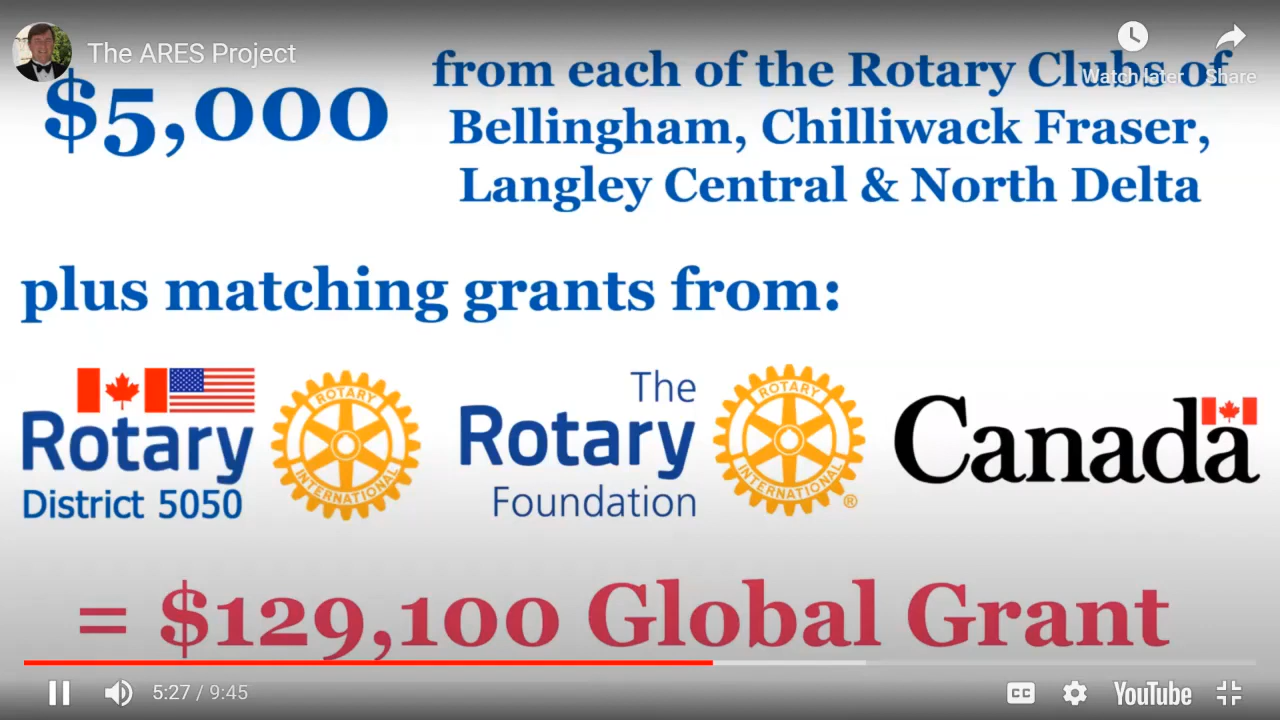 The ARES Project
Watch later
Share
$5,000
from each of the Rotary Clubs of
Bellingham, Chilliwack Fraser,
Langley Central & North Delta
plus matching grants from:
Rotary
District 5050
ROTARY
INTERNATIONAL
The
Rotary
Foundation
ROTARY
INTERNATIONAL
®
Canada
= $129,100 Global Grant
5:27 / 9:45
CC
YouTube